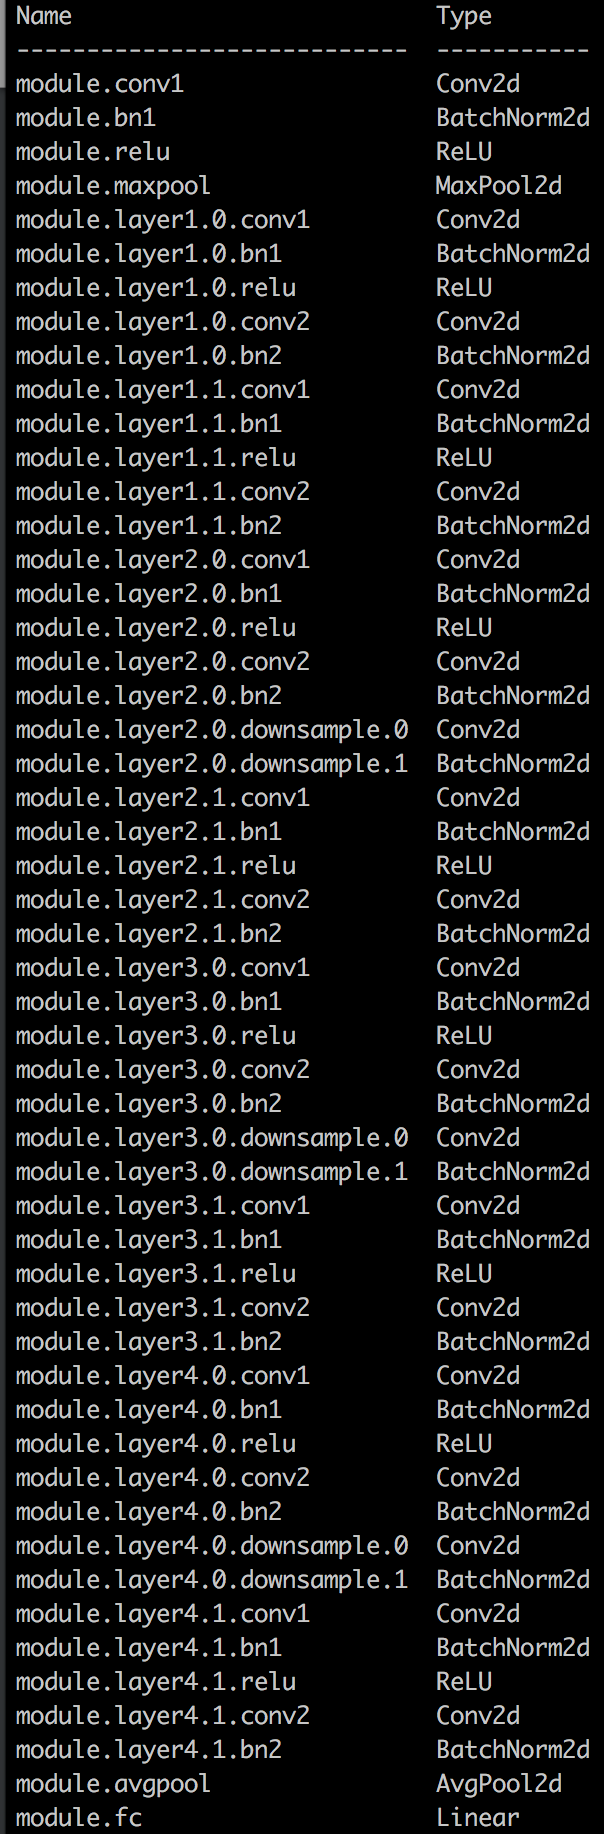 Name Type
---------------------------- -----------
module.conv1 Conv2d
module.bn1 BatchNorm2d
module.relu ReLU
module.maxpool MaxPool2d
module.layer1.0.conv1 Conv2d
module.layer1.0.bn1 BatchNorm2d
module.layer1.0.relu ReLU
module.layer1.0.conv2 Conv2d
module.layer1.0.bn2 BatchNorm2d
module.layer1.1.conv1 Conv2d
module.layer1.1.bn1 BatchNorm2d
module.layer1.1.relu ReLU
module.layer1.1.conv2 Conv2d
module.layer1.1.bn2 BatchNorm2d
module.layer2.0.conv1 Conv2d
module.layer2.0.bn1 BatchNorm2d
module.layer2.0.relu ReLU
module.layer2.0.conv2 Conv2d
module.layer2.0.bn2 BatchNorm2d
module.layer2.0.downsample.0 Conv2d
module.layer2.0.downsample.1 BatchNorm2d
module.layer2.1.conv1 Conv2d
module.layer2.1.bn1 BatchNorm2d
module.layer2.1.relu ReLU
module.layer2.1.conv2 Conv2d
module.layer2.1.bn2 BatchNorm2d
module.layer3.0.conv1 Conv2d
module.layer3.0.bn1 BatchNorm2d
module.layer3.0.relu ReLU
module.layer3.0.conv2 Conv2d
module.layer3.0.bn2 BatchNorm2d
module.layer3.0.downsample.0 Conv2d
module.layer3.0.downsample.1 BatchNorm2d
module.layer3.1.conv1 Conv2d
module.layer3.1.bn1 BatchNorm2d
module.layer3.1.relu ReLU
module.layer3.1.conv2 Conv2d
module.layer3.1.bn2 BatchNorm2d
module.layer4.0.conv1 Conv2d
module.layer4.0.bn1 BatchNorm2d
module.layer4.0.relu ReLU
module.layer4.0.conv2 Conv2d
module.layer4.0.bn2 BatchNorm2d
module.layer4.0.downsample.0 Conv2d
module.layer4.0.downsample.1 BatchNorm2d
module.layer4.1.conv1 Conv2d
module.layer4.1.bn1 BatchNorm2d
module.layer4.1.relu ReLU
module.layer4.1.conv2 Conv2d
module.layer4.1.bn2 BatchNorm2d
module.avgpool AvgPool2d
module.fc Linear